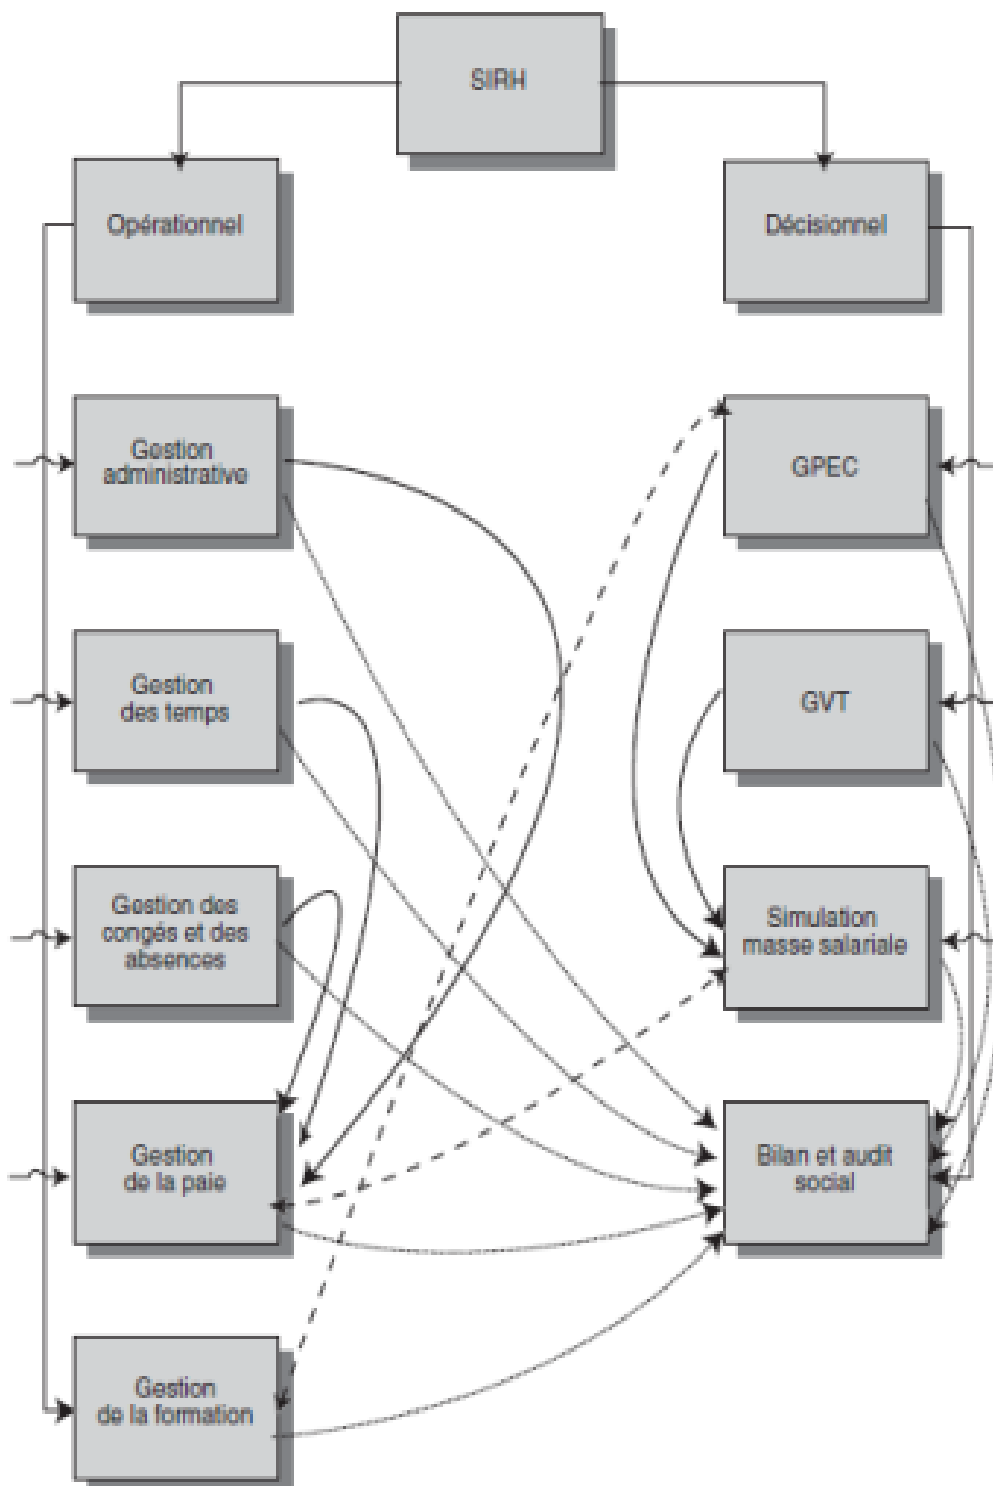 SIRH
Opérationnel
Décisionnel
Gestion
administrative
GPEC
Gestion
des temps
GVT
Gestion des
congés et des
absences
Simulation
masse salariale
Gestion
de la paie
Bilan et audit
social
Gestion
de la formation